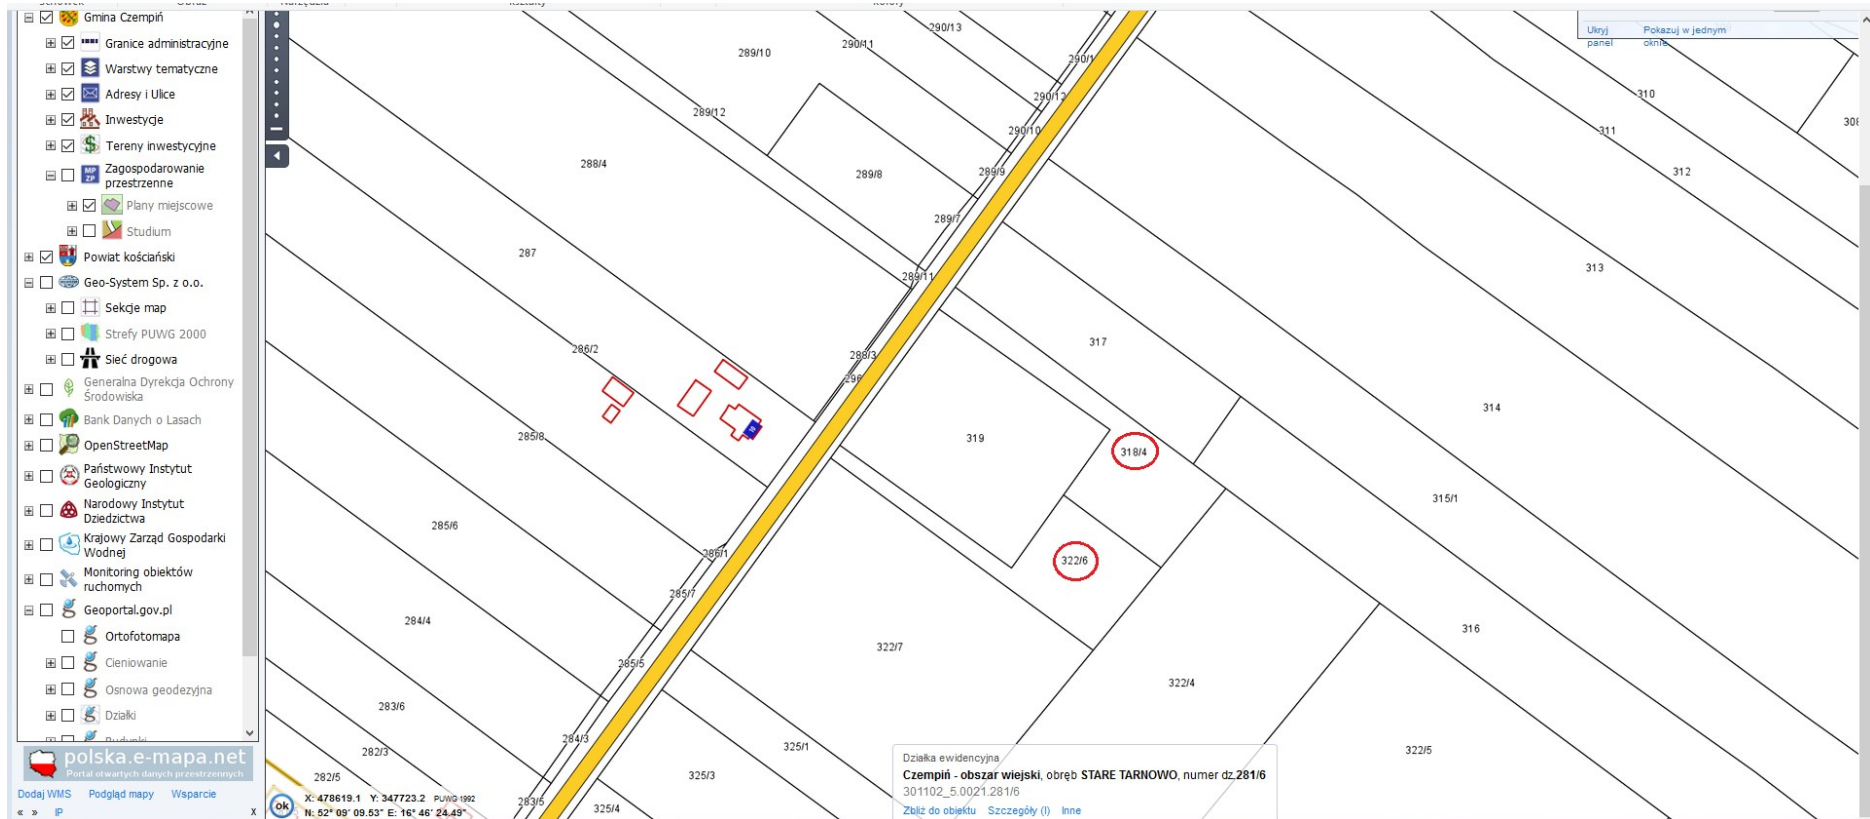 Gmina Czempiń
Granice administracyjne
Warstwy tematyczne
Adresy i Ulice
Inwestycje
Tereny inwestycyjne
Zagospodarowanie
przestrzenne
Plany miejscowe
Studium
Powiat kościański
Geo-System Sp. z o.o.
Sekcje map
Strefy PUWG 2000
Sieć drogowa
Generalna Dyrekcja Ochrony
Środowiska
Bank Danych o Lasach
OpenStreetMap
Państwowy Instytut
Geologiczny
Narodowy Instytut
Dziedzictwa
Krajowy Zarząd Gospodarki
Wodnej
Monitoring obiektów
ruchomych
Geoportal.gov.pl
Ortofotomapa
Cieniowanie
Osnowa geodezyjna
Działki
polska.e-mapa.net
Portal otwartych danych przestrzennych
Dodaj WMS Podgląd mapy Wsparcie
« » IP X
Ukryj
panel
Pokazuj w jednym
oknie
290/13
290/11
289/10
290/12
289/12
290/10
288/4
289/8
289/9
289/7
287
289/11
286/2
288/3
296
285/8
285/6
286/1
285/7
284/4
285/5
283/6
284/3
282/3
282/5
283/5
310
311
312
313
317
314
319
318/4
315/1
322/6
316
322/7
322/4
322/5
325/1
325/3
325/4
ok
X: 478619.1 Y: 347723.2 PUWG 1992
N: 52° 09' 09.53" E: 16° 46' 24.49"
Działka ewidencyjna
Czempiń - obszar wiejski, obręb STARE TARNOWO, numer dz.281/6
301102_5.0021.281/6
Zbliż do obiektu Szczegóły (I) Inne